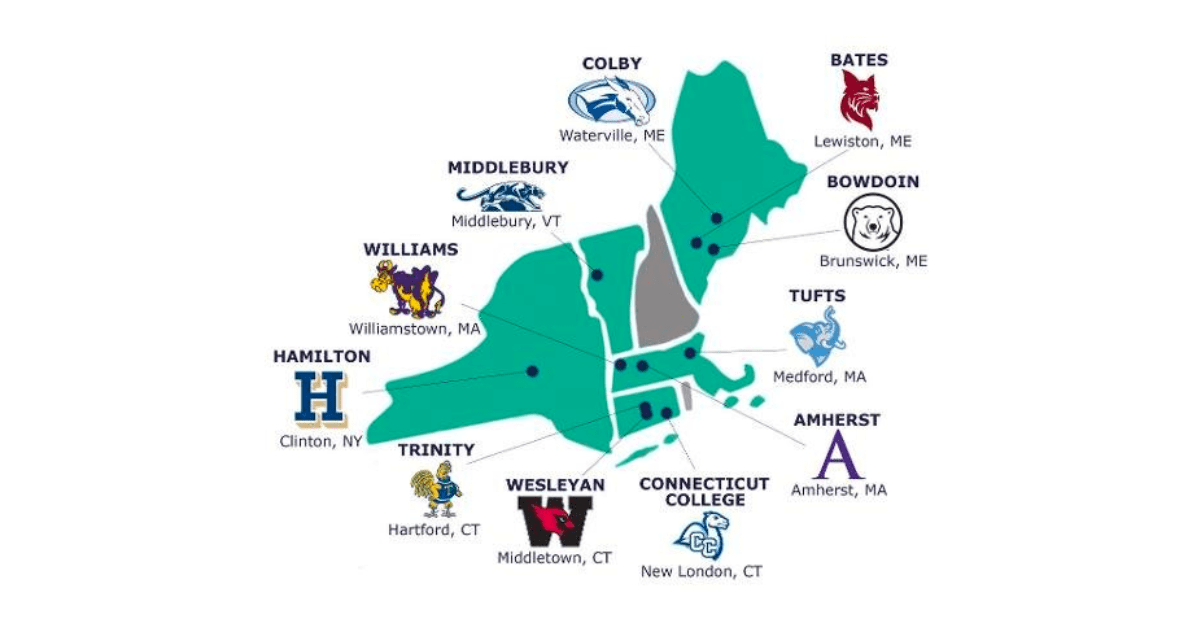 COLBY
Waterville, ME
BATES
Lewiston, ME
MIDDLEBURY
Middlebury, VT
BOWDOIN
Brunswick, ME
WILLIAMS
Williamstown, MA
TUFTS
Medford, MA
HAMILTON
H
Clinton, NY
AMHERST
A
Amherst, MA
TRINITY
T
Hartford, CT
WESLEYAN
W
Middletown, CT
CONNECTICUT
COLLEGE
CC
New London, CT